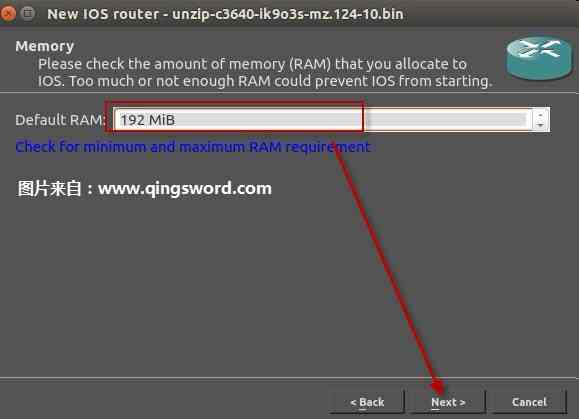 New IOS router - unzip-c3640-ik9o3s-mz.124-10.bin
Memory
Please check the amount of memory (RAM) that you allocate to
IOS. Too much or not enough RAM could prevent IOS from starting.
Default RAM: 192 MiB
Check for minimum and maximum RAM requirement
图片来自：www.qingsword.com
< Back Next > Cancel